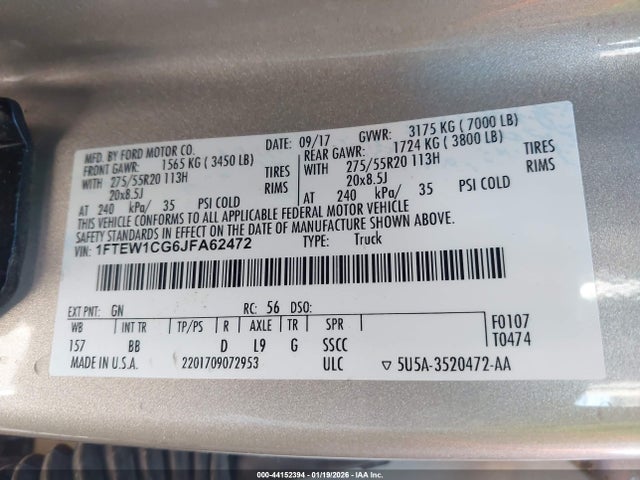 MFD. BY FORD MOTOR CO. DATE: 09/17 GVWR: 3175 KG ( 7000 LB)
FRONT GAWR: 1565 KG ( 3450 LB) REAR GAWR: 1724 KG ( 3800 LB)
WITH 275/55R20 113H TIRES WITH 275/55R20 113H TIRES
20x8.5J RIMS 20x8.5J RIMS
AT 240 kPa/ 35 PSI COLD AT 240 kPa/ 35 PSI COLD
THIS VEHICLE CONFORMS TO ALL APPLICABLE FEDERAL MOTOR VEHICLE
SAFETY STANDARDS IN EFFECT ON THE DATE OF MANUFACTURE SHOWN ABOVE.
VIN: 1FTEW1CG6JFA62472 TYPE: Truck
EXT PNT: GN RC: 56 DSO:
WB INT TR TP/PS R AXLE TR SPR F0107
157 BB D L9 G SSCC T0474
MADE IN U.S.A. 2201709072953 ULC ▽ 5U5A-3520472-AA
000-44152394 - 01/19/2026 - IAA, Inc.